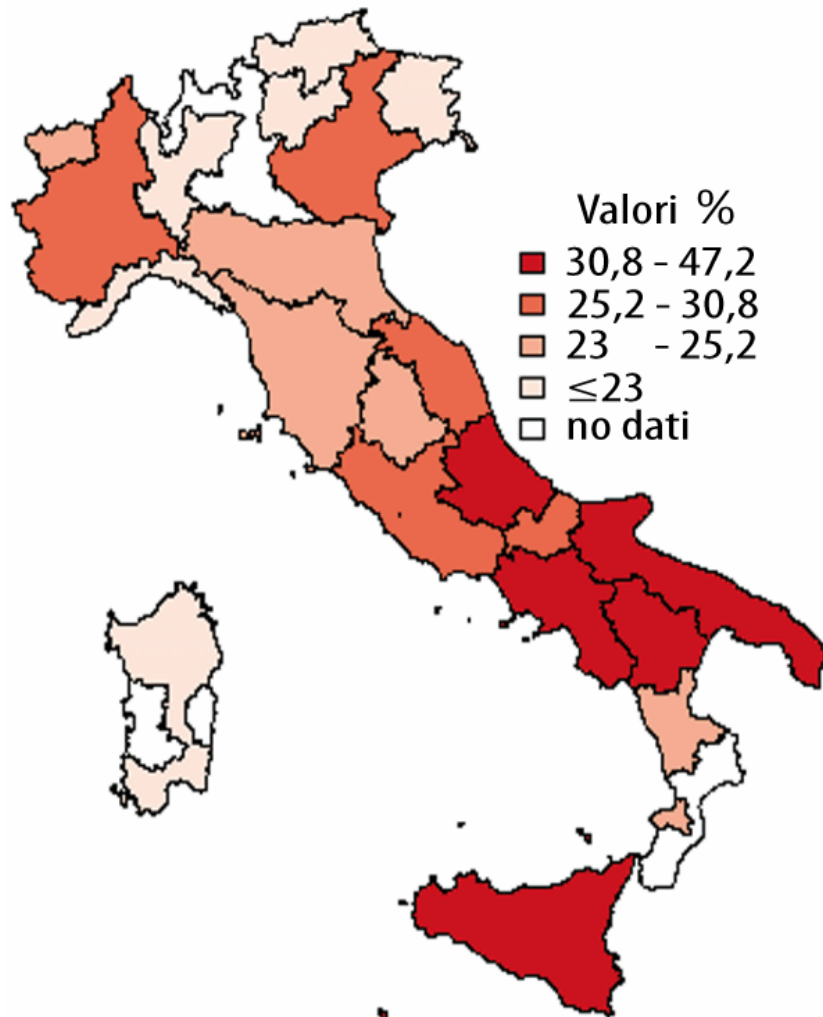 Valori %
30,8 - 47,2
25,2 - 30,8
23 - 25,2
≤23
no dati